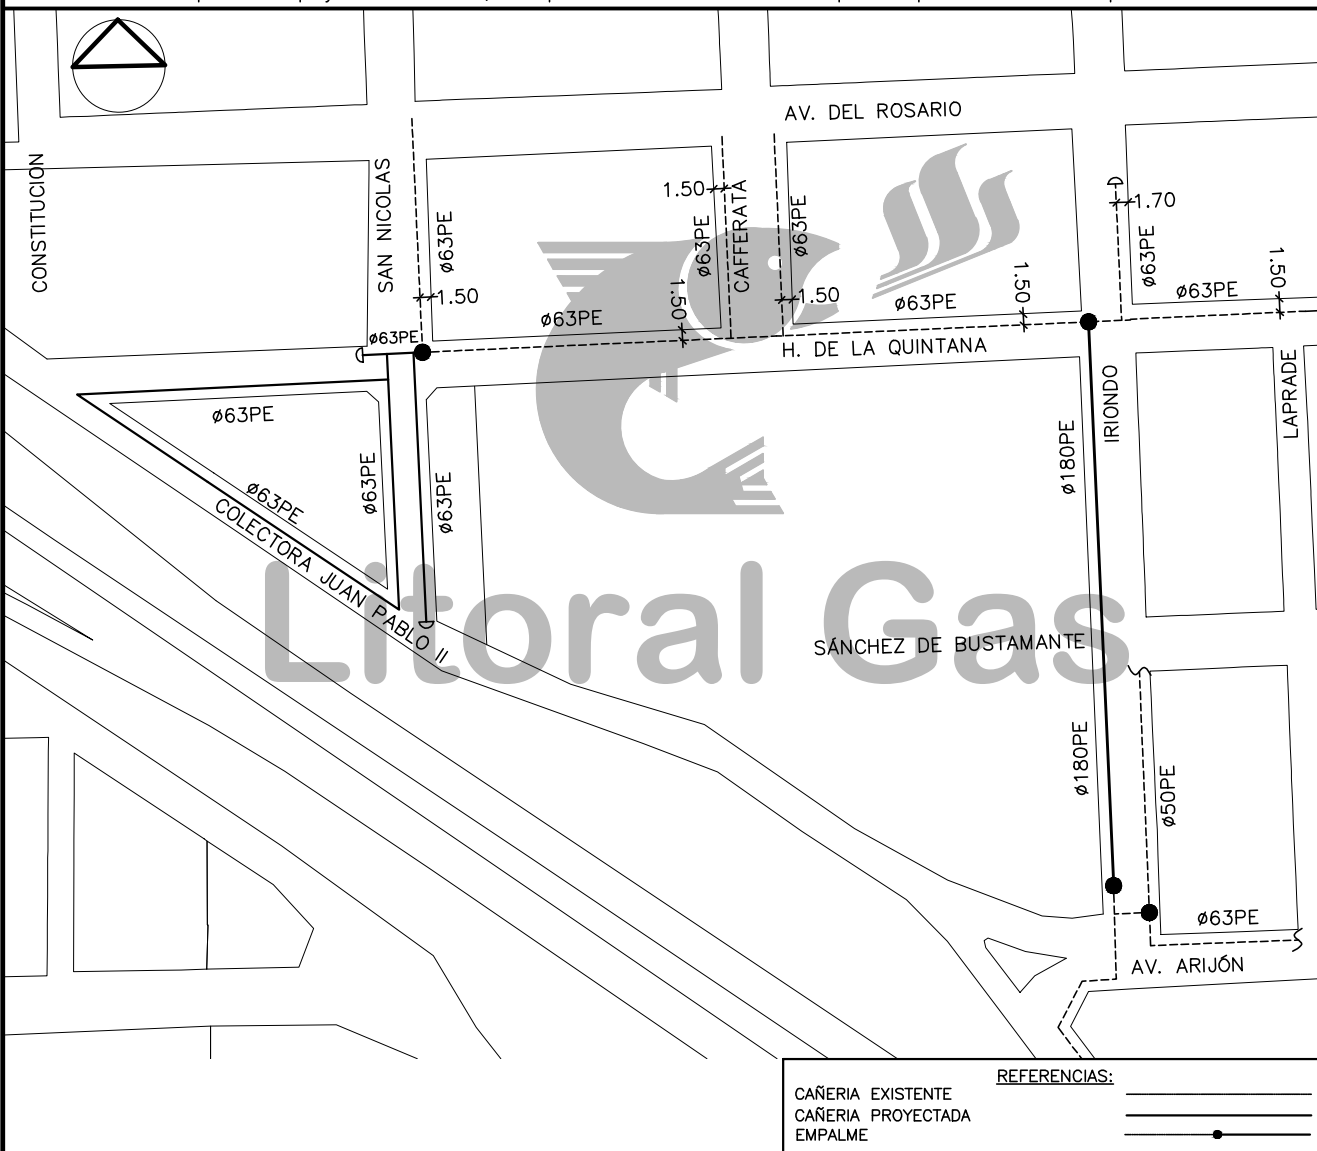 AV. DEL ROSARIO
CONSTITUCION
SAN NICOLAS
CAFFERATA
1.50
1.70
ø63PE
ø63PE
ø63PE
ø63PE
1.50
1.50
1.50
1.50
1.50
ø63PE
ø63PE
ø63PE
ø63PE
H. DE LA QUINTANA
IRIONDO
LAPRADE
ø63PE
ø63PE
ø63PE
ø63PE
ø180PE
COLECTORA JUAN PABLO II
Litoral Gas
SÁNCHEZ DE BUSTAMANTE
ø180PE
ø50PE
ø63PE
AV. ARIJÓN
REFERENCIAS:
CAÑERIA EXISTENTE
CAÑERIA PROYECTADA
EMPALME